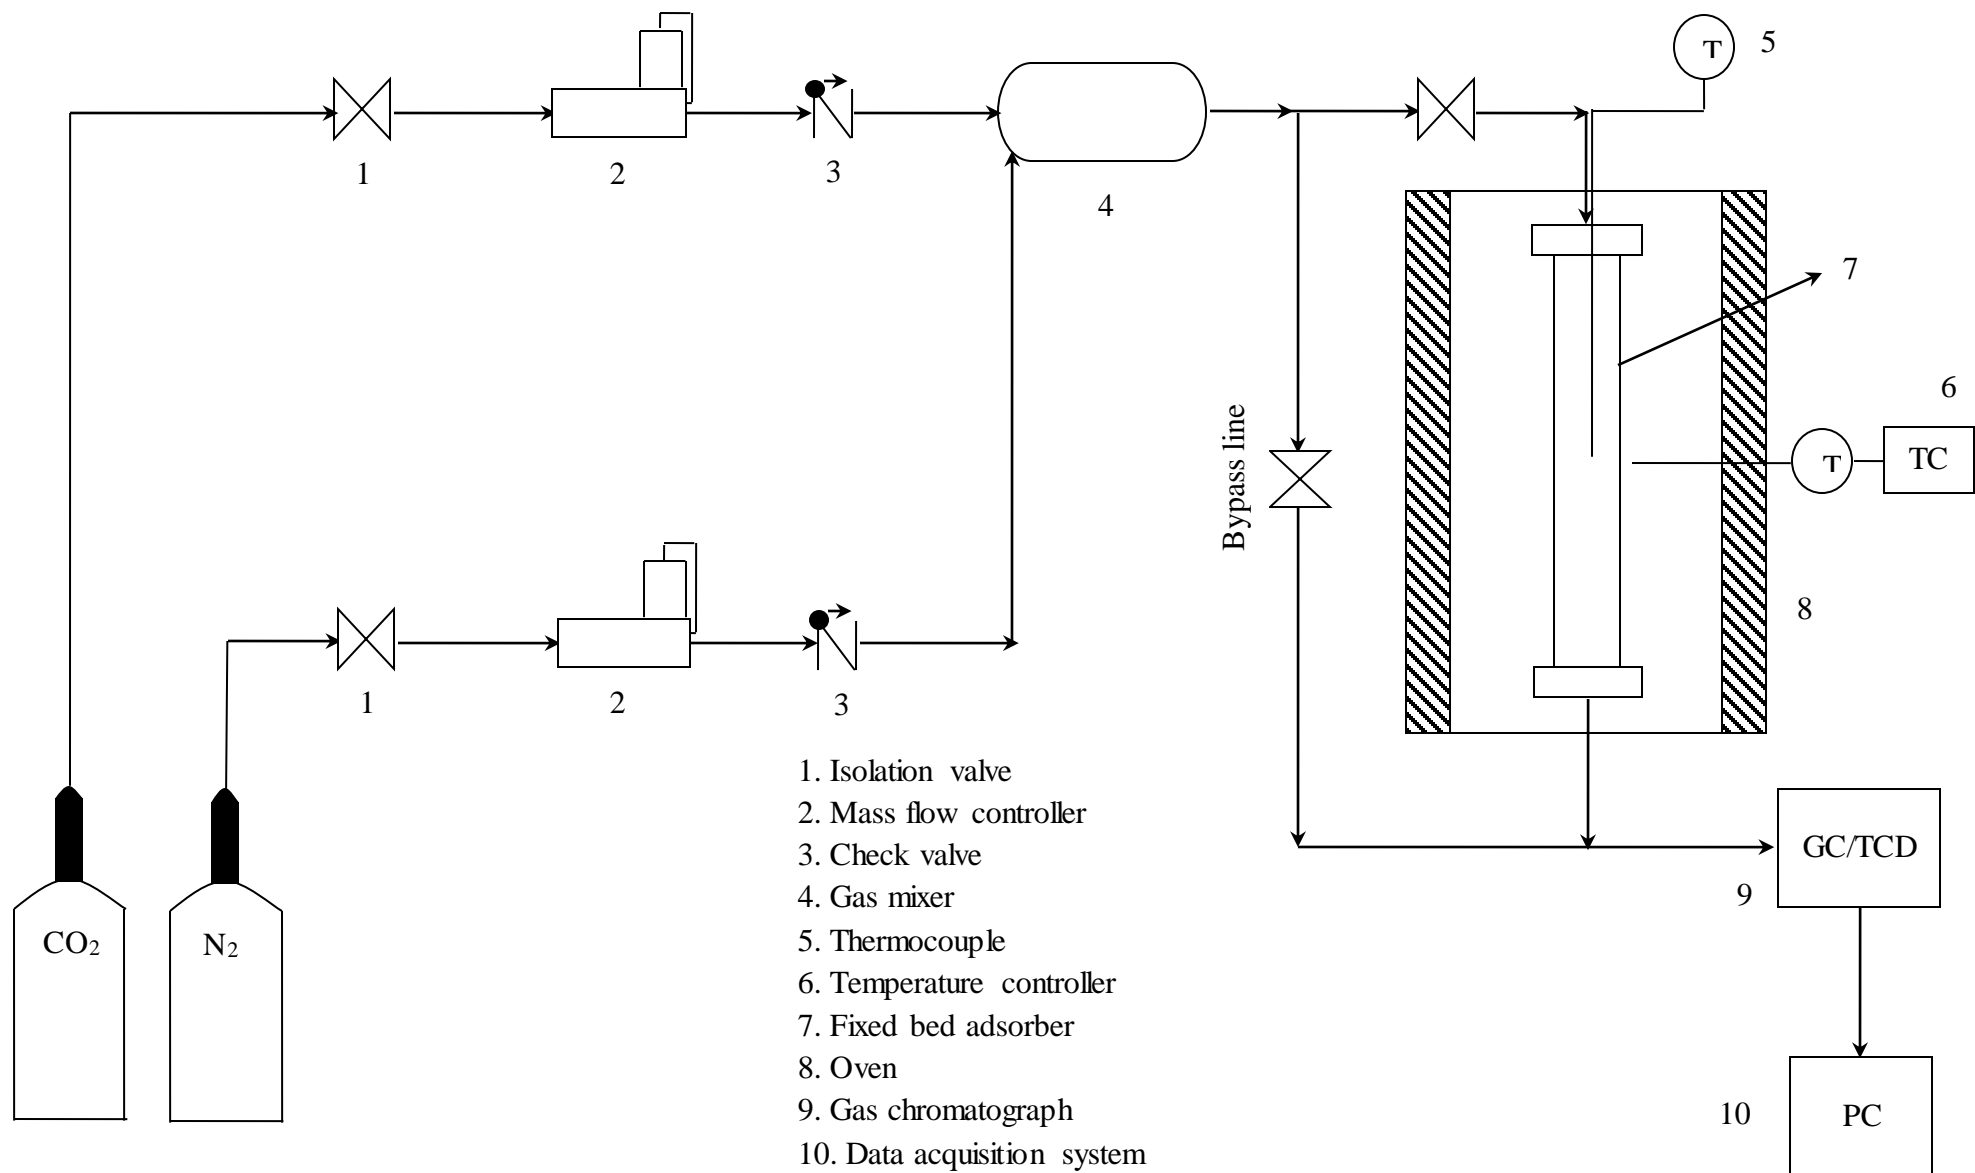 T 5
1 2 3
4
7
6
TC
T
Bypass line
8
1 2 3
1. Isolation valve
2. Mass flow controller
3. Check valve
4. Gas mixer
5. Thermocouple
6. Temperature controller
7. Fixed bed adsorber
8. Oven
9. Gas chromatograph
10. Data acquisition system
GC/TCD
9
CO₂
N₂
10
PC